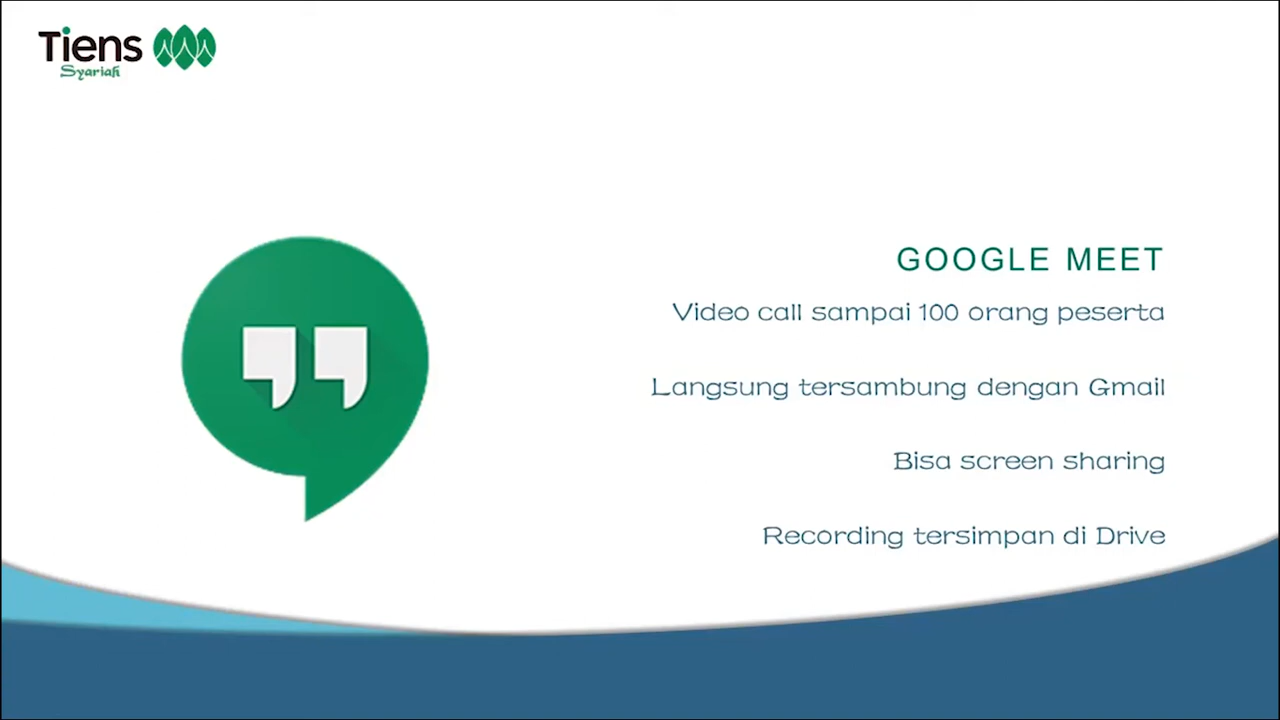 Tiens
Syariah
GOOGLE MEET
Video call sampai 100 orang peserta
Langsung tersambung dengan Gmail
Bisa screen sharing
Recording tersimpan di Drive